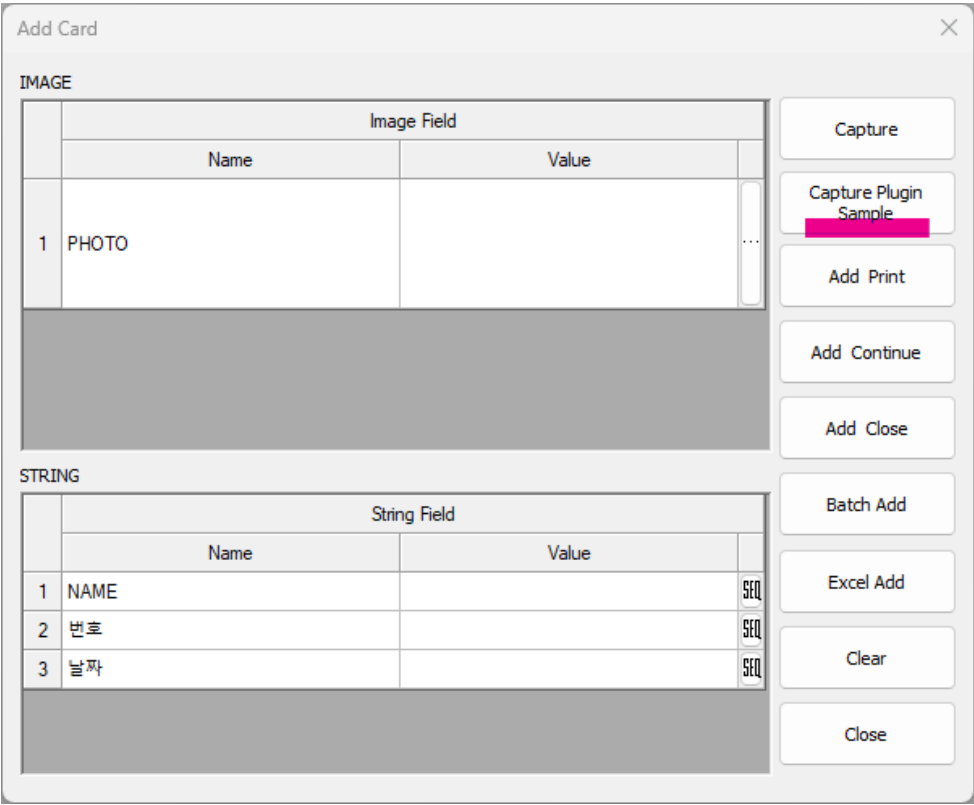 Add Card
IMAGE
Image Field
Name Value
1 PHOTO ...
STRING
String Field
Name Value
1 NAME SEQ
2 번호 SEQ
3 날짜 SEQ
Capture
Capture Plugin
Sample
Add Print
Add Continue
Add Close
Batch Add
Excel Add
Clear
Close